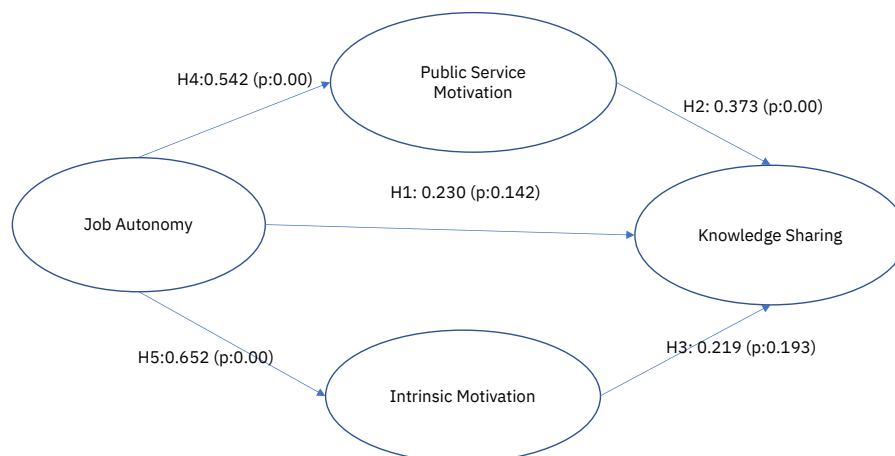 Public Service
Motivation
H4:0.542 (p:0.00)
H2: 0.373 (p:0.00)
H1: 0.230 (p:0.142)
Job Autonomy
Knowledge Sharing
H5:0.652 (p:0.00)
H3: 0.219 (p:0.193)
Intrinsic Motivation